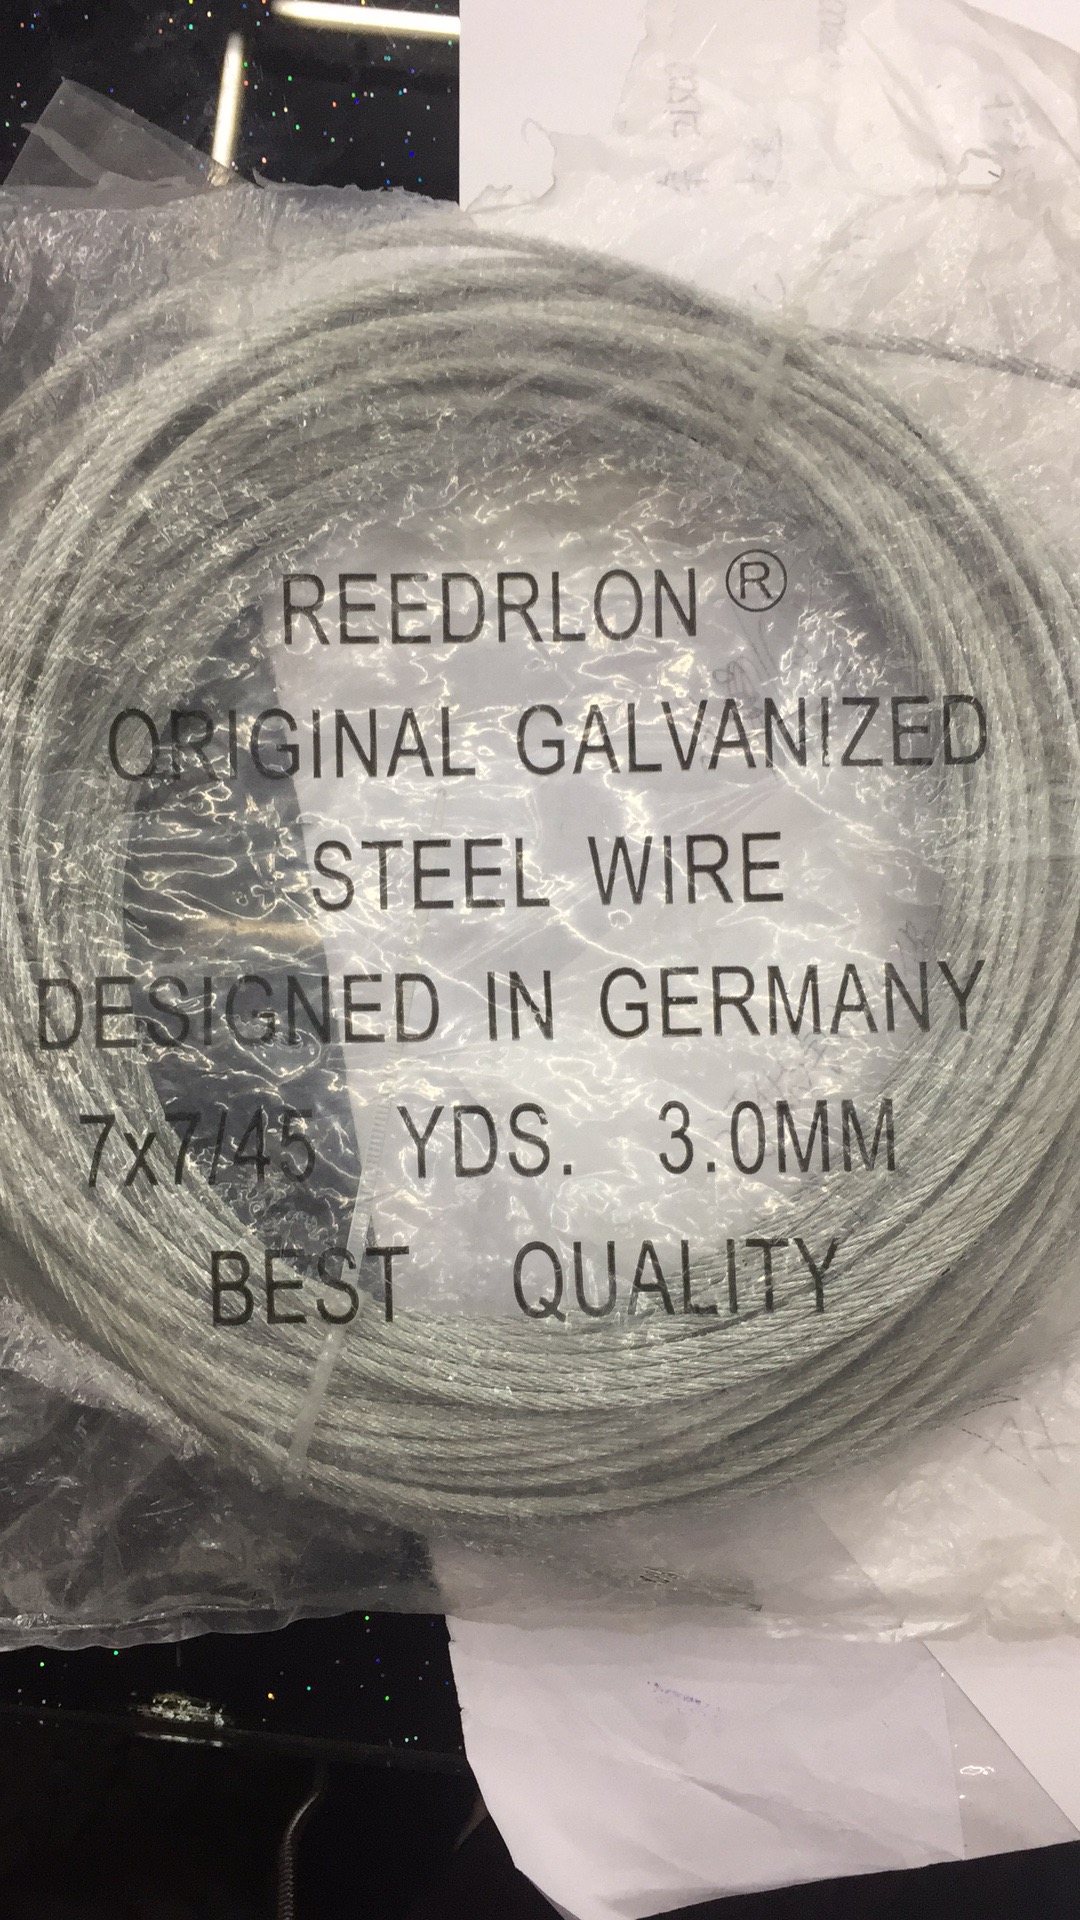 REEDRLON ®
ORIGINAL GALVANIZED
STEEL WIRE
DESIGNED IN GERMANY
7x7/45 YDS. 3.0MM
BEST QUALITY